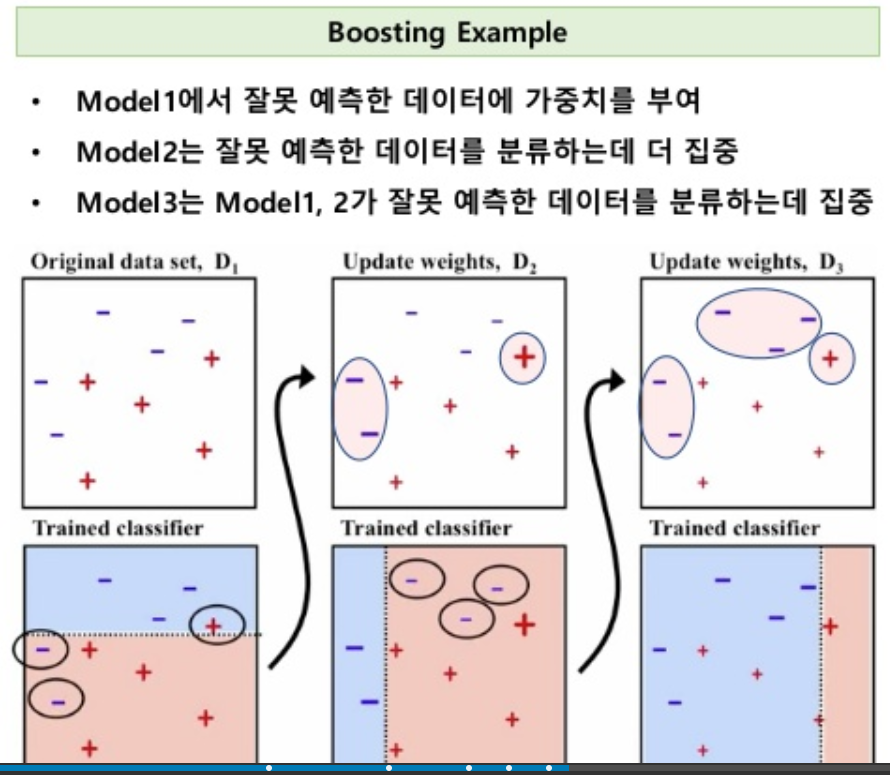 Boosting Example
• Model1에서 잘못 예측한 데이터에 가중치를 부여
• Model2는 잘못 예측한 데이터를 분류하는데 더 집중
• Model3는 Model1, 2가 잘못 예측한 데이터를 분류하는데 집중
Original data set, D₁
Update weights, D₂
Update weights, D₃
Trained classifier
Trained classifier
Trained classifier